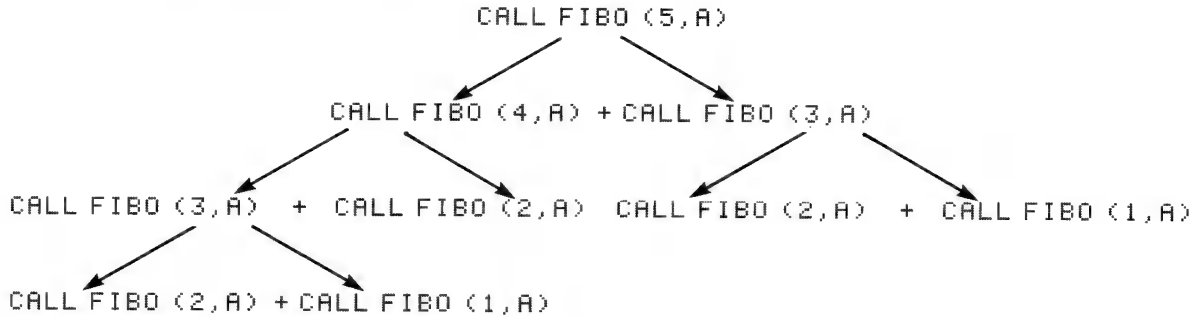 CALL FIBO (5,A)
CALL FIBO (4,A) + CALL FIBO (3,A)
CALL FIBO (3,A) + CALL FIBO (2,A) CALL FIBO (2,A) + CALL FIBO (1,A)
CALL FIBO (2,A) + CALL FIBO (1,A)